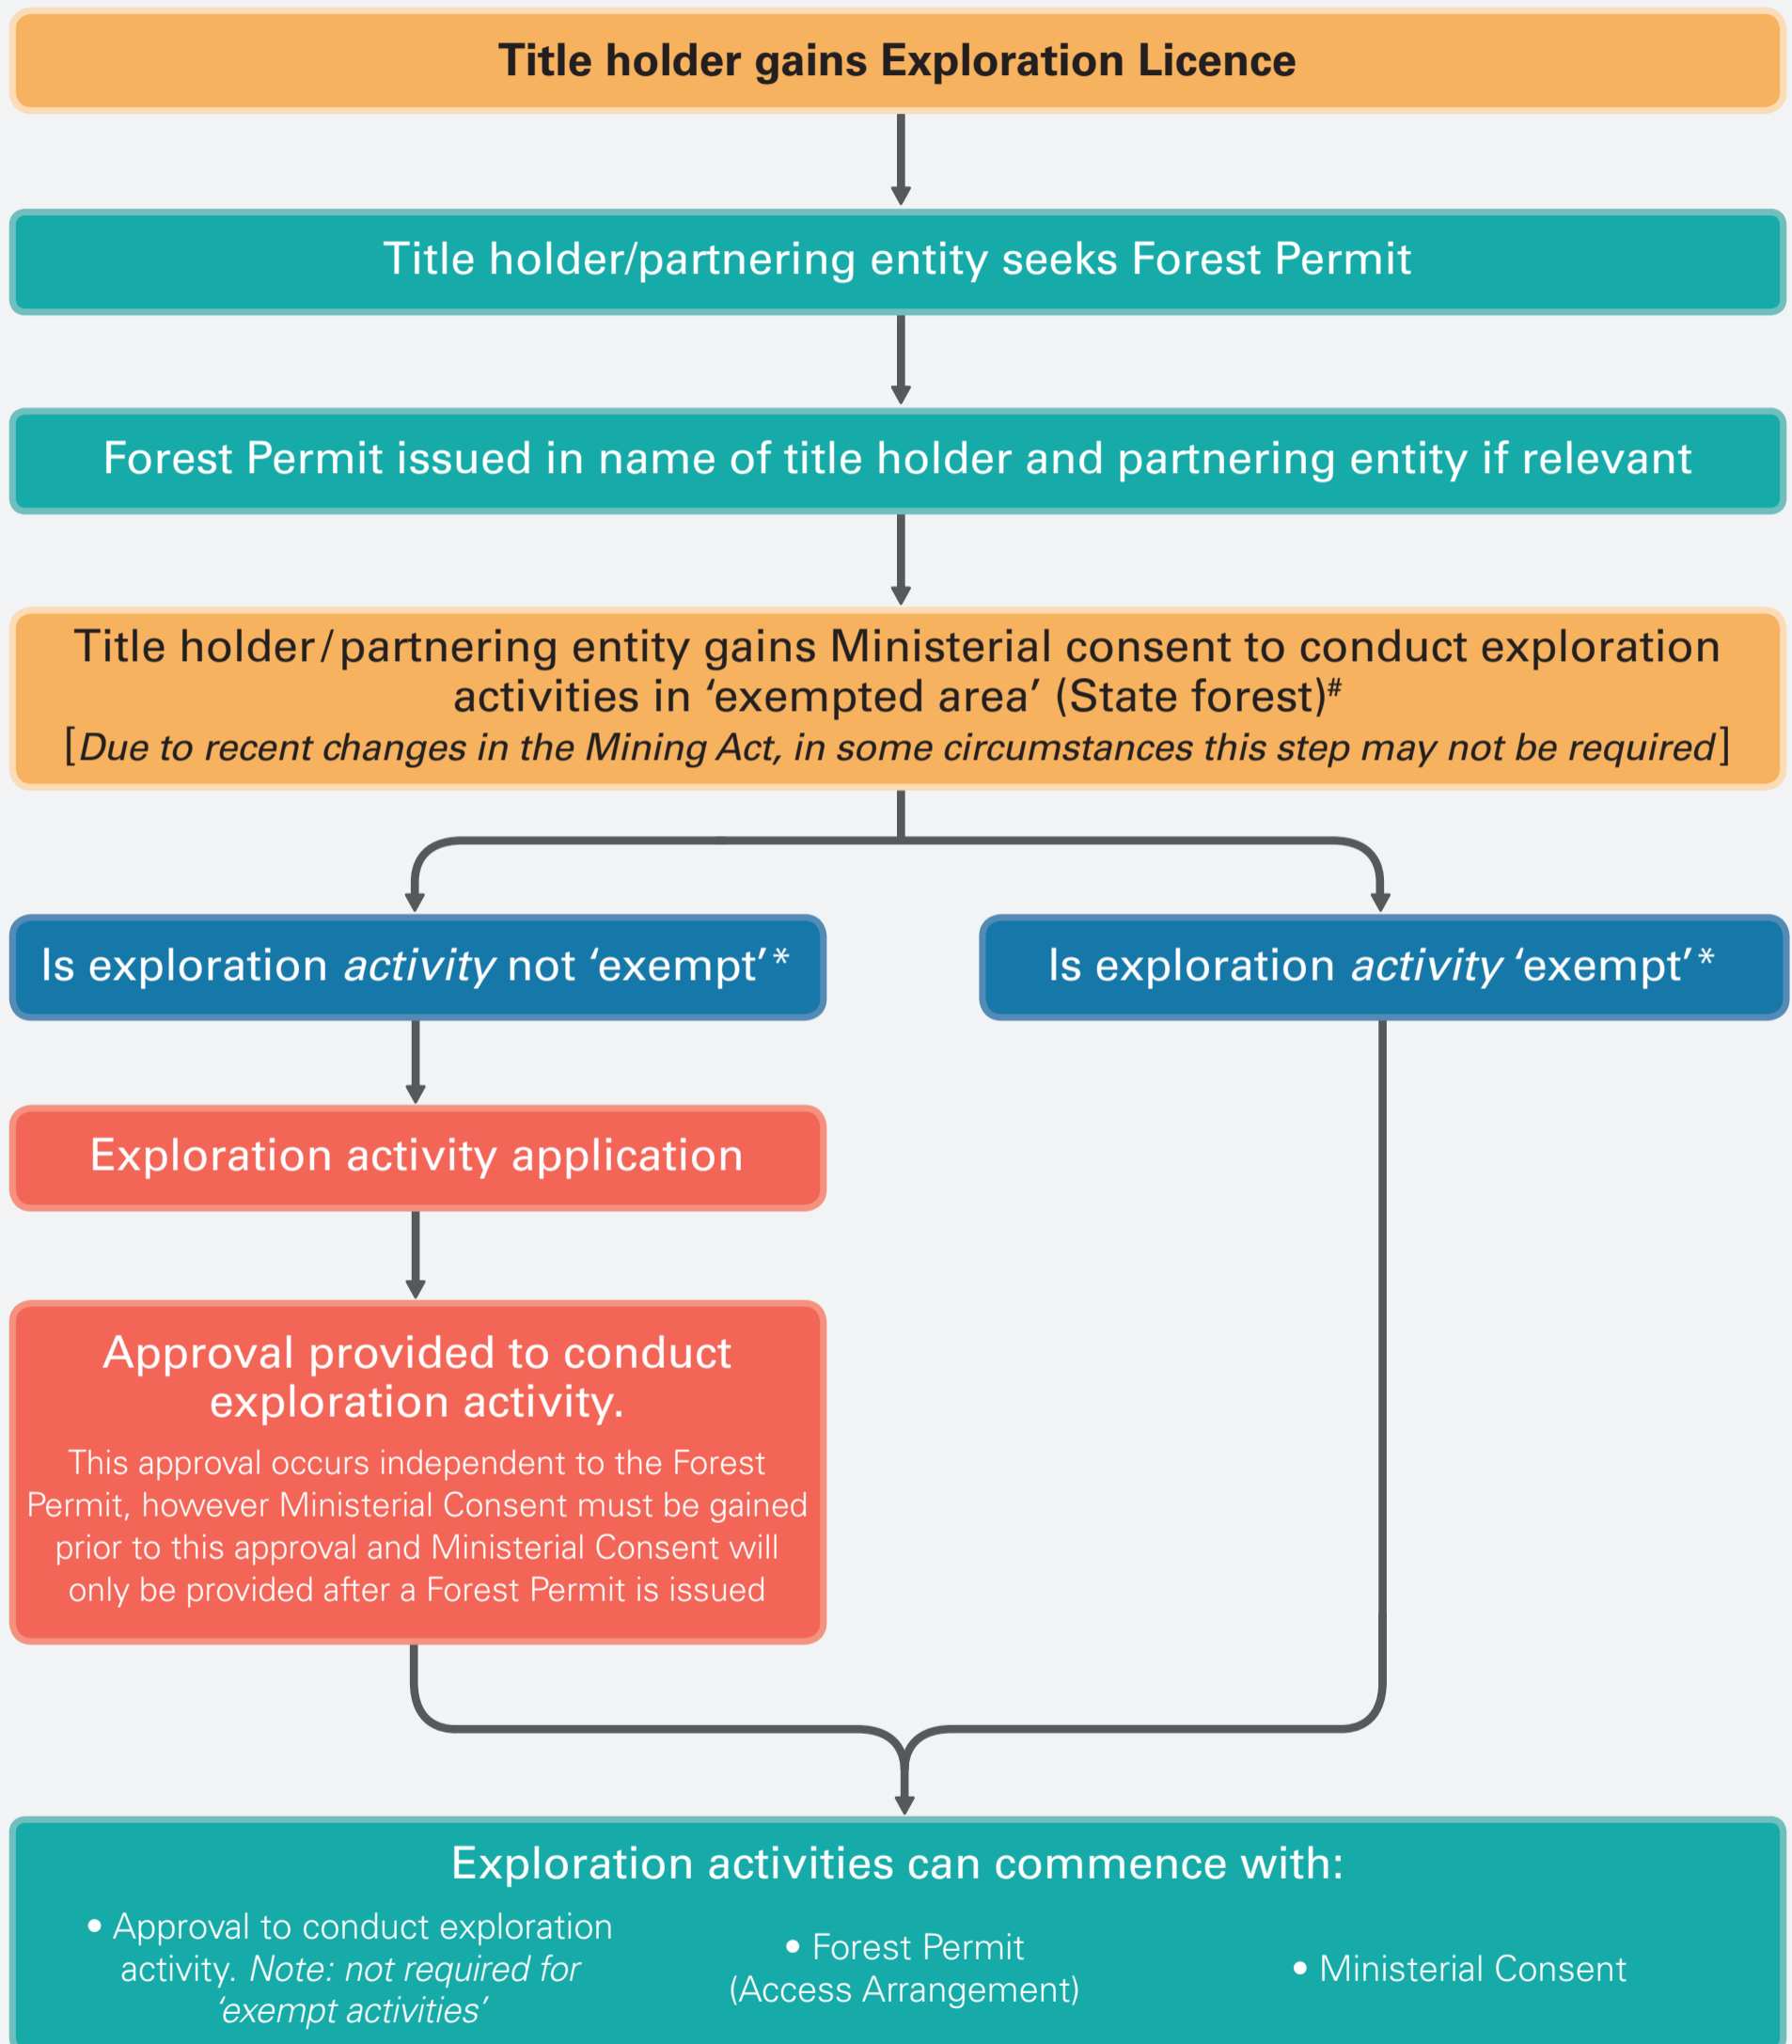 Title holder gains Exploration Licence
Title holder/partnering entity seeks Forest Permit
Forest Permit issued in name of title holder and partnering entity if relevant
Title holder/partnering entity gains Ministerial consent to conduct exploration
activities in ‘exempted area’ (State forest)#
[Due to recent changes in the Mining Act, in some circumstances this step may not be required]
Is exploration activity not ‘exempt’*
Is exploration activity ‘exempt’*
Exploration activity application
Approval provided to conduct
exploration activity.
This approval occurs independent to the Forest
Permit, however Ministerial Consent must be gained
prior to this approval and Ministerial Consent will
only be provided after a Forest Permit is issued
Exploration activities can commence with:
• Approval to conduct exploration
activity. Note: not required for
‘exempt activities’
• Forest Permit
(Access Arrangement)
• Ministerial Consent